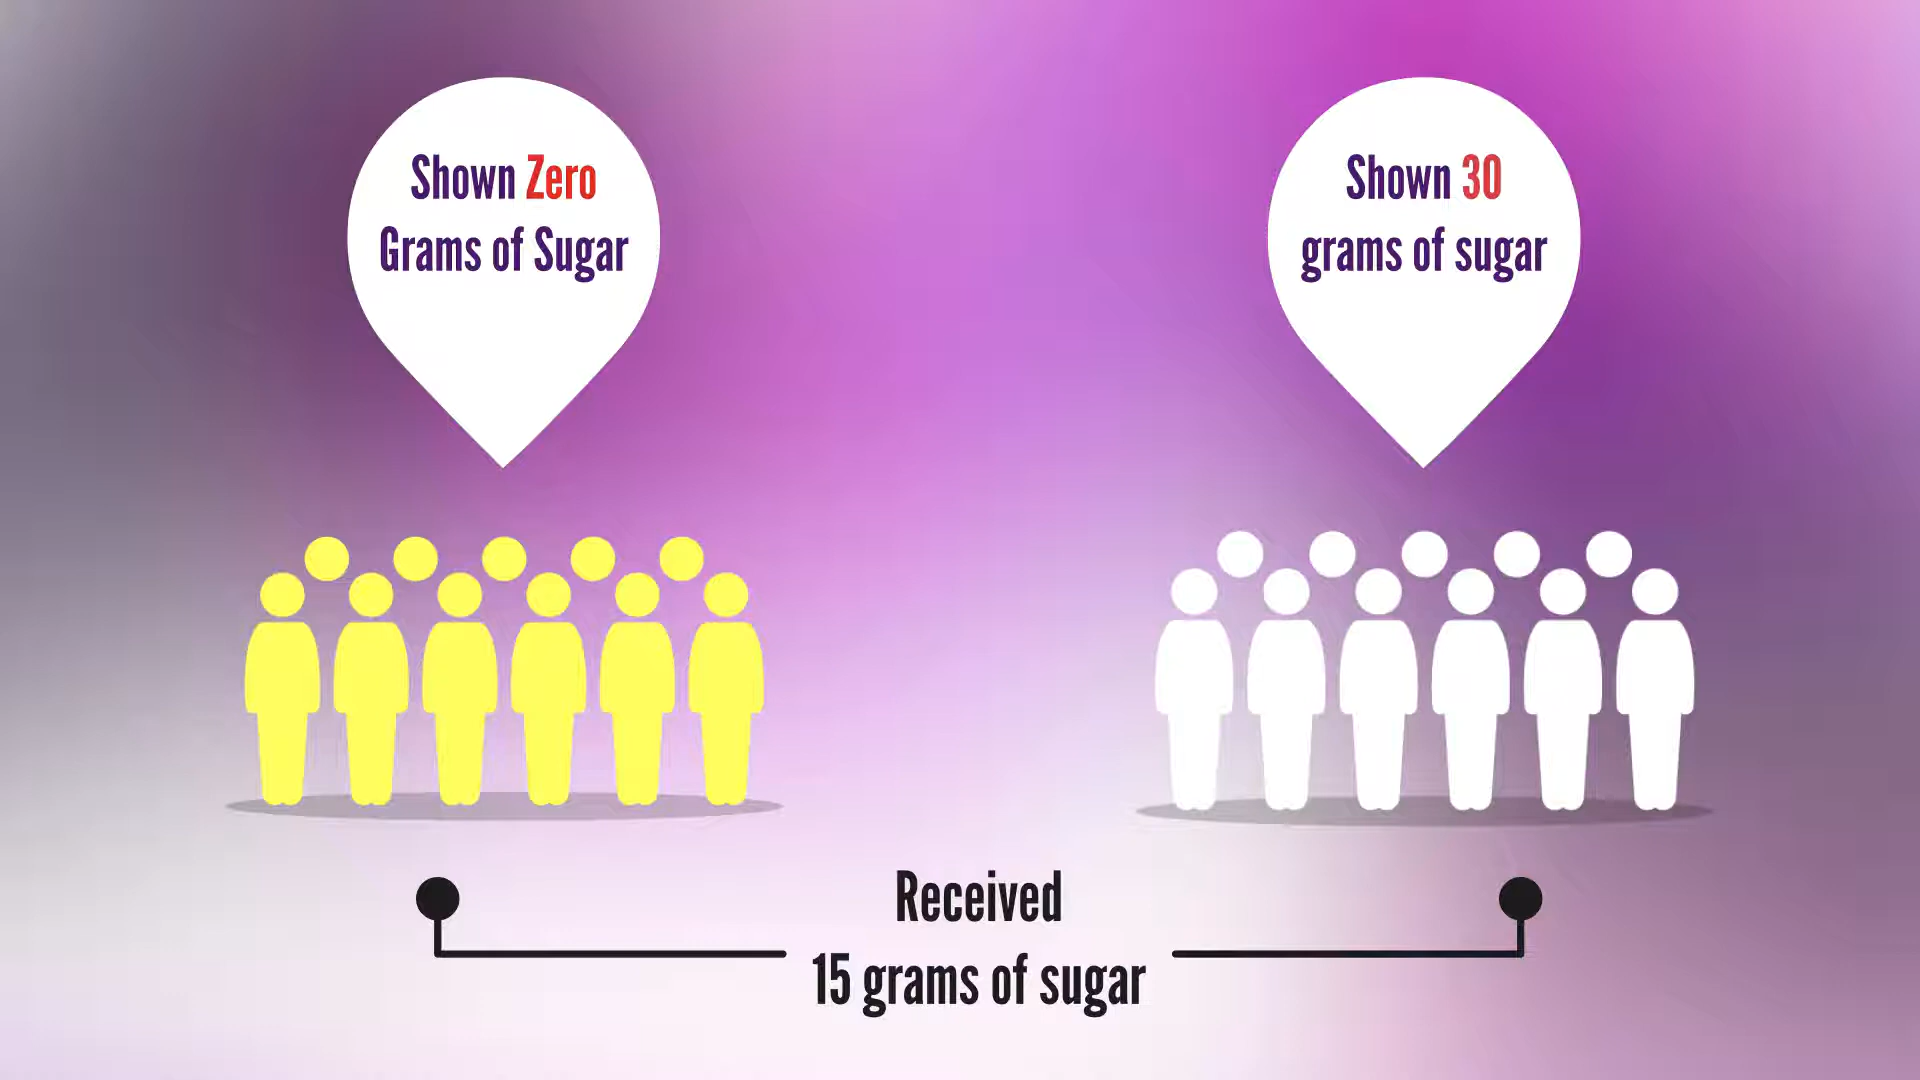 Shown Zero
Grams of Sugar
Shown 30
grams of sugar
Received
15 grams of sugar